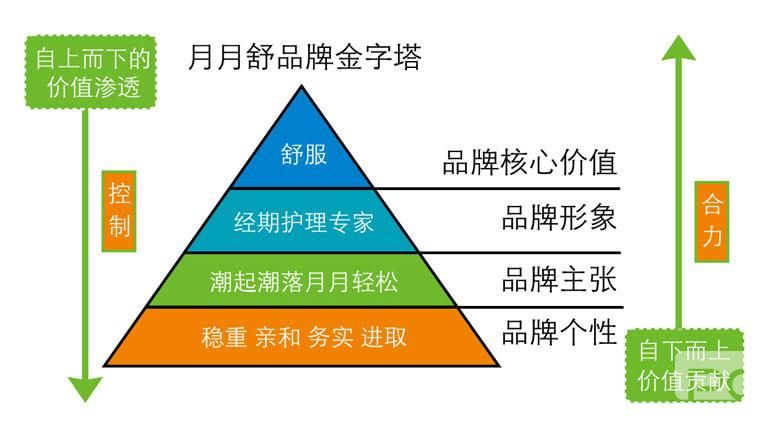 自上而下的
价值渗透
月月舒品牌金字塔
控
制
舒服
品牌核心价值
经期护理专家
品牌形象
潮起潮落月月轻松
品牌主张
稳重 亲和 务实 进取
品牌个性
合
力
自下而上
价值贡献